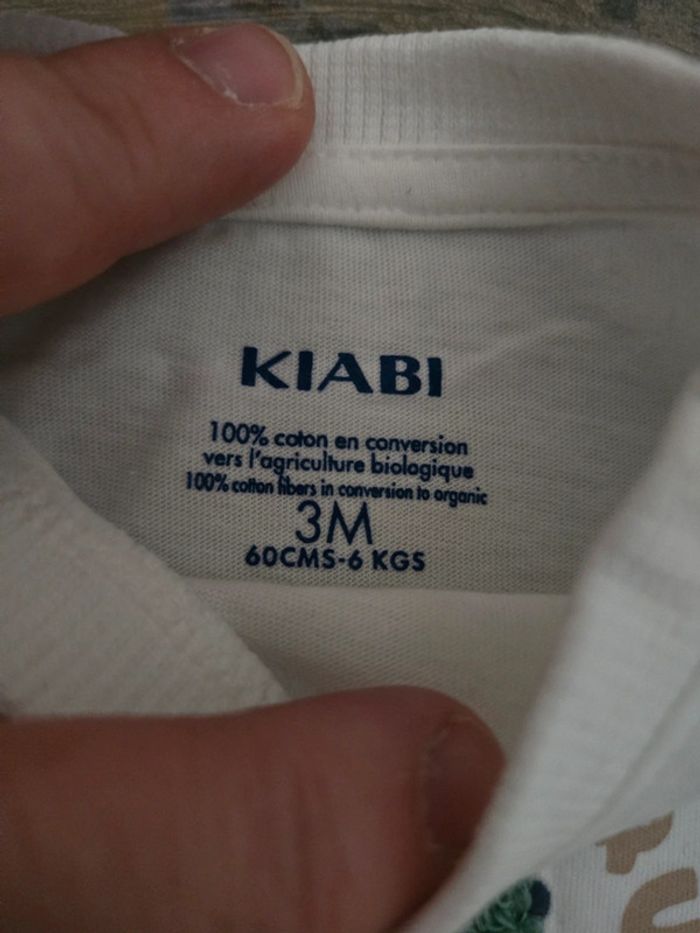 KIABI
100% coton en conversion
vers l'agriculture biologique
100% cotton fibers in conversion to organic
3M
60CMS-6 KGS